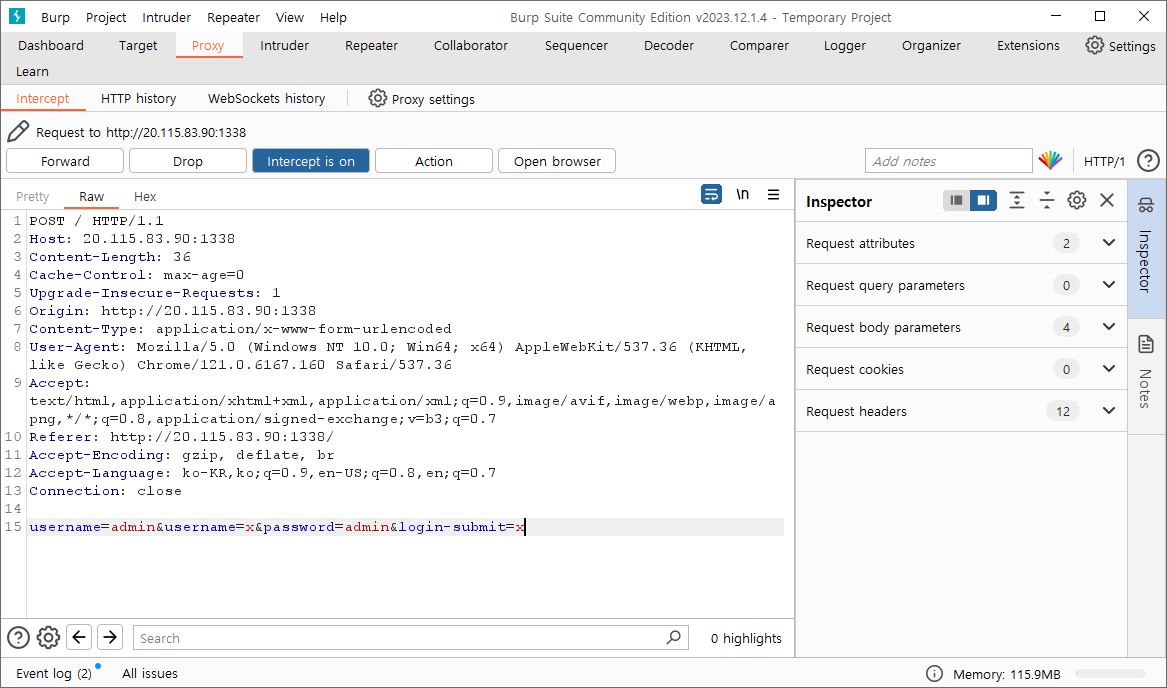 Burp Project Intruder Repeater View Help Burp Suite Community Edition v2023.12.1.4 - Temporary Project
Dashboard Target Proxy Intruder Repeater Collaborator Sequencer Decoder Comparer Logger Organizer Extensions Settings
Learn
Intercept HTTP history WebSockets history Proxy settings
Request to http://20.115.83.90:1338
Forward Drop Intercept is on Action Open browser Add notes HTTP/1 ?
Pretty Raw Hex \n
Inspector
1 POST / HTTP/1.1
2 Host: 20.115.83.90:1338
3 Content-Length: 36
4 Cache-Control: max-age=0
5 Upgrade-Insecure-Requests: 1
6 Origin: http://20.115.83.90:1338
7 Content-Type: application/x-www-form-urlencoded
8 User-Agent: Mozilla/5.0 (Windows NT 10.0; Win64; x64) AppleWebKit/537.36 (KHTML,
like Gecko) Chrome/121.0.6167.160 Safari/537.36
9 Accept:
text/html,application/xhtml+xml,application/xml;q=0.9,image/avif,image/webp,image/a
png,*/*;q=0.8,application/signed-exchange;v=b3;q=0.7
10 Referer: http://20.115.83.90:1338/
11 Accept-Encoding: gzip, deflate, br
12 Accept-Language: ko-KR,ko;q=0.9,en-US;q=0.8,en;q=0.7
13 Connection: close
14
15 username=admin&username=x&password=admin&login-submit=x
Request attributes 2
Request query parameters 0
Request body parameters 4
Request cookies 0
Request headers 12
Inspector
Notes
? Search 0 highlights
Event log (2) All issues Memory: 115.9MB